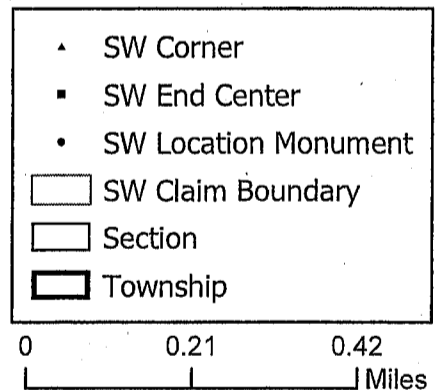 SW Corner
SW End Center
SW Location Monument
SW Claim Boundary
Section
Township
0 0.21 0.42
Miles